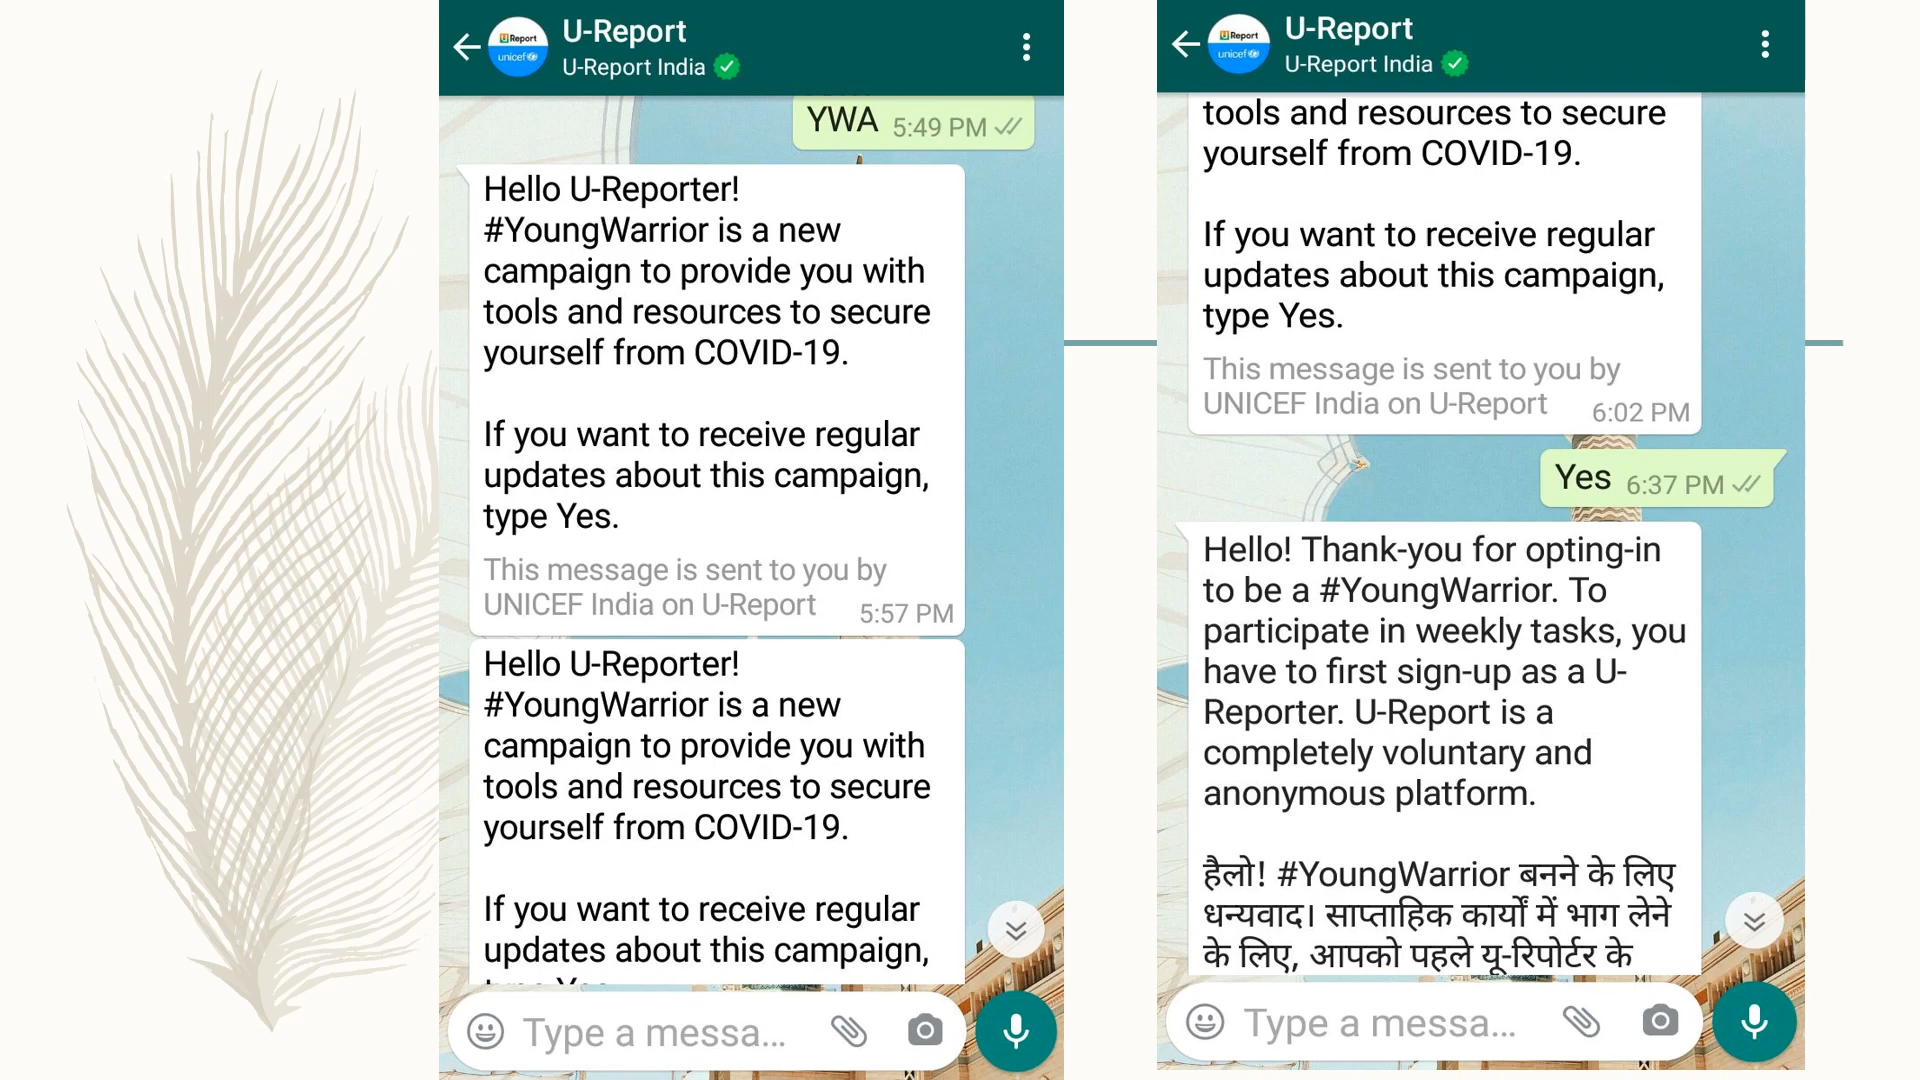 U-Report
U-Report India
U Report
unicef
YWA 5:49 PM
Hello U-Reporter!
#YoungWarrior is a new
campaign to provide you with
tools and resources to secure
yourself from COVID-19.
If you want to receive regular
updates about this campaign,
type Yes.
This message is sent to you by
UNICEF India on U-Report 5:57 PM
Hello U-Reporter!
#YoungWarrior is a new
campaign to provide you with
tools and resources to secure
yourself from COVID-19.
If you want to receive regular
updates about this campaign,
type Yes.
Type a messa...
U-Report
U-Report India
U Report
unicef
tools and resources to secure
yourself from COVID-19.
If you want to receive regular
updates about this campaign,
type Yes.
This message is sent to you by
UNICEF India on U-Report 6:02 PM
Yes 6:37 PM
Hello! Thank-you for opting-in
to be a #YoungWarrior. To
participate in weekly tasks, you
have to first sign-up as a U-
Reporter. U-Report is a
completely voluntary and
anonymous platform.
हैलो! #YoungWarrior बनने के लिए
धन्यवाद। साप्ताहिक कार्यों में भाग लेने
के लिए, आपको पहले यू-रिपोर्टर के
Type a messa...